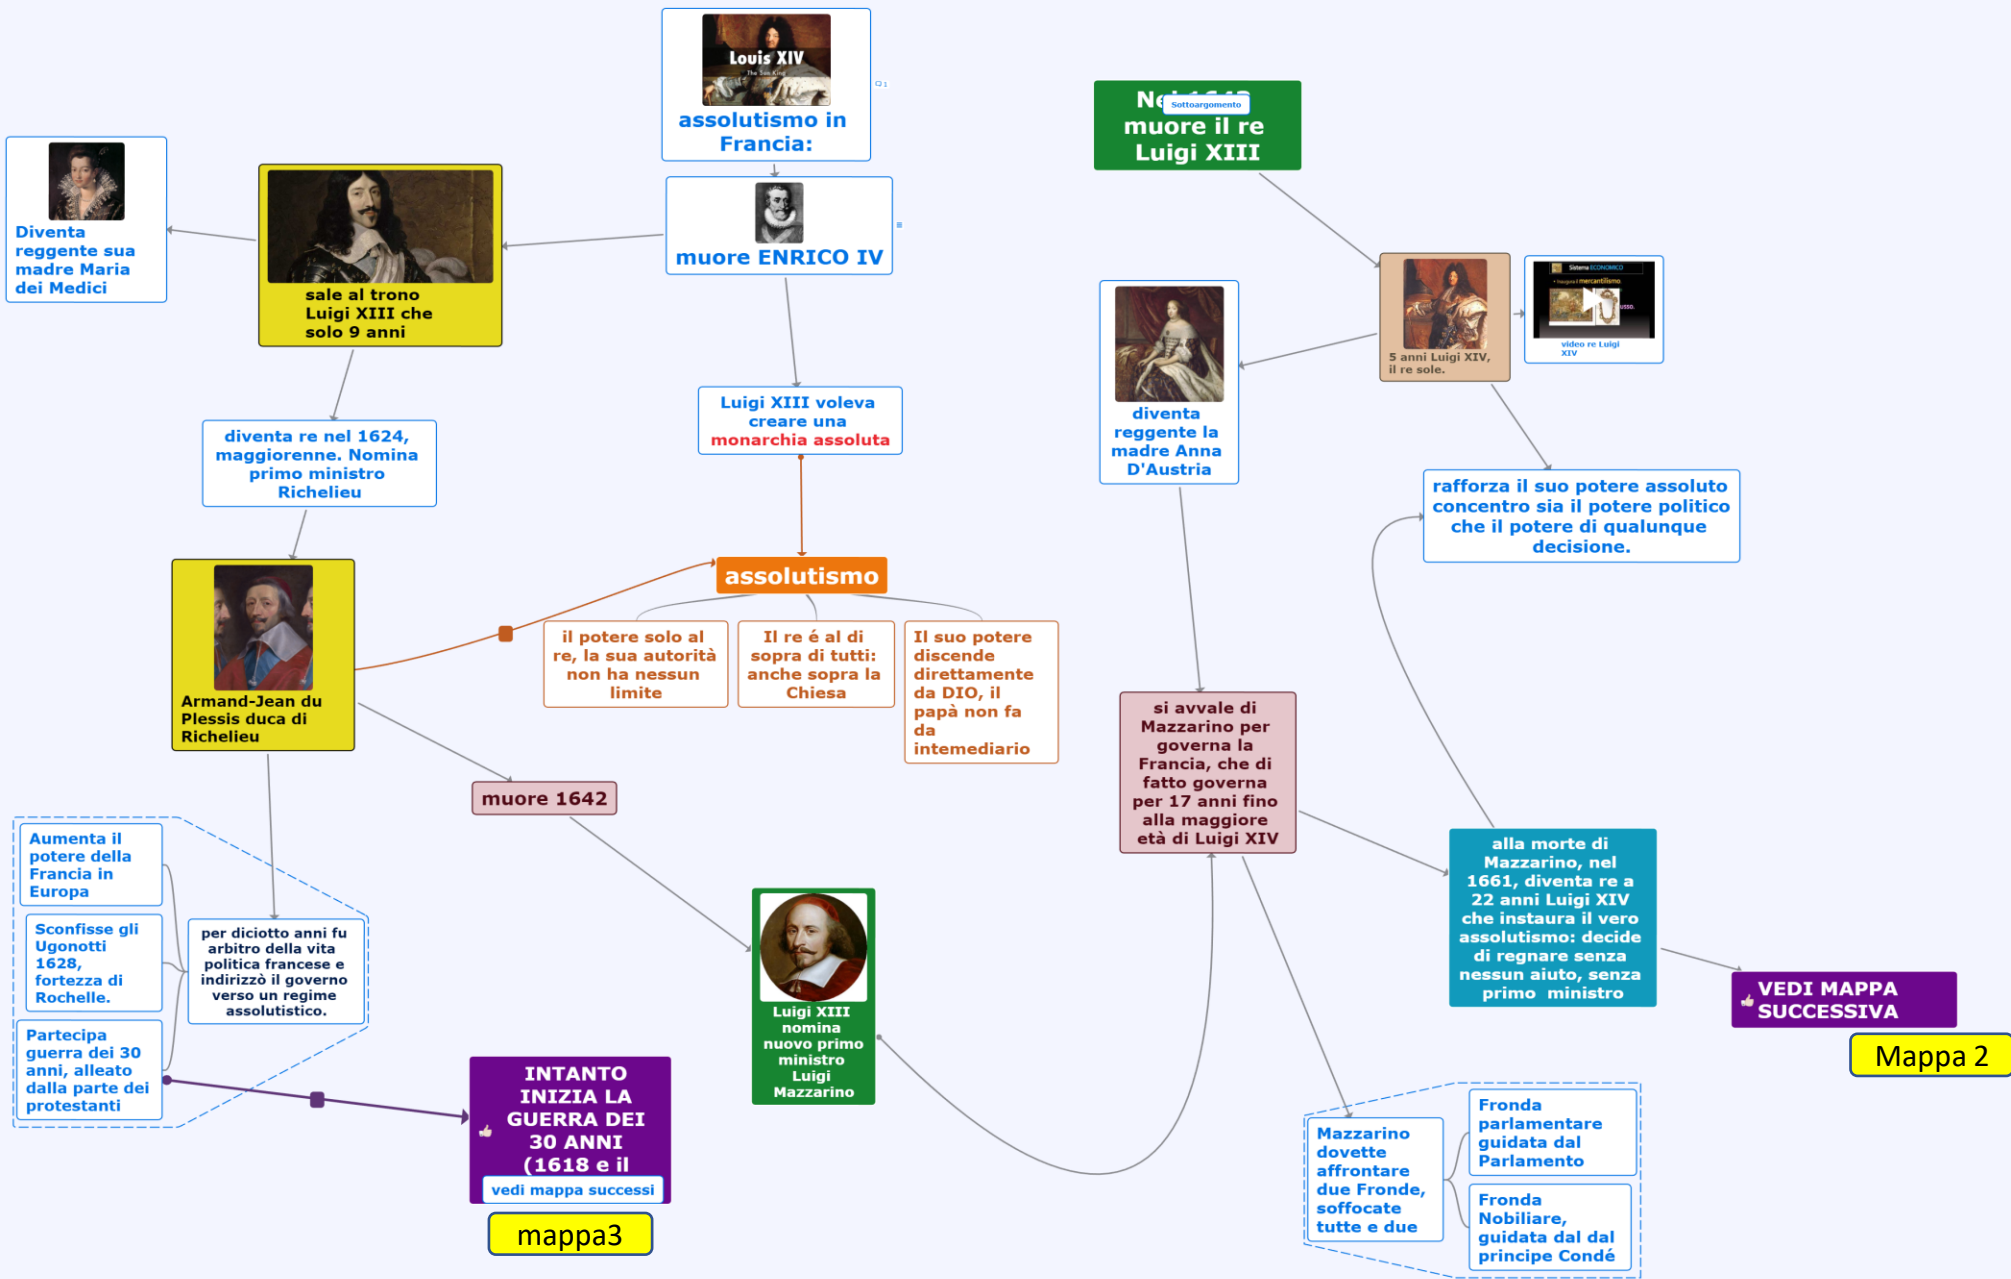 Louis XIV
The Sun King
assolutismo in
Francia:
1
muore ENRICO IV
sale al trono
Luigi XIII che
solo 9 anni
Diventa
reggente sua
madre Maria
dei Medici
diventa re nel 1624,
maggiorenne. Nomina
primo ministro
Richelieu
Luigi XIII voleva
creare una
monarchia assoluta
assolutismo
il potere solo al
re, la sua autorità
non ha nessun
limite
Il re é al di
sopra di tutti:
anche sopra la
Chiesa
Il suo potere
discende
direttamente
da DIO, il
papà non fa
da
intemediario
Armand-Jean du
Plessis duca di
Richelieu
muore 1642
per diciotto anni fu
arbitro della vita
politica francese e
indirizzò il governo
verso un regime
assolutistico.
Aumenta il
potere della
Francia in
Europa
Sconfisse gli
Ugonotti
1628,
fortezza di
Rochelle.
Partecipa
guerra dei 30
anni, alleato
dalla parte dei
protestanti
INTANTO
INIZIA LA
GUERRA DEI
30 ANNI
(1618 e il
vedi mappa successi
mappa3
Luigi XIII
nomina
nuovo primo
ministro
Luigi
Mazzarino
Sottoargomento
muore il re
Luigi XIII
5 anni Luigi XIV,
il re sole.
Sistema ECONOMICO
mercantilismo
video re Luigi
XIV
diventa
reggente la
madre Anna
D'Austria
rafforza il suo potere assoluto
concentro sia il potere politico
che il potere di qualunque
decisione.
si avvale di
Mazzarino per
governa la
Francia, che di
fatto governa
per 17 anni fino
alla maggiore
età di Luigi XIV
alla morte di
Mazzarino, nel
1661, diventa re a
22 anni Luigi XIV
che instaura il vero
assolutismo: decide
di regnare senza
nessun aiuto, senza
primo ministro
VEDI MAPPA
SUCCESSIVA
Mappa 2
Mazzarino
dovette
affrontare
due Fronde,
soffocate
tutte e due
Fronda
parlamentare
guidata dal
Parlamento
Fronda
Nobiliare,
guidata dal dal
principe Condé